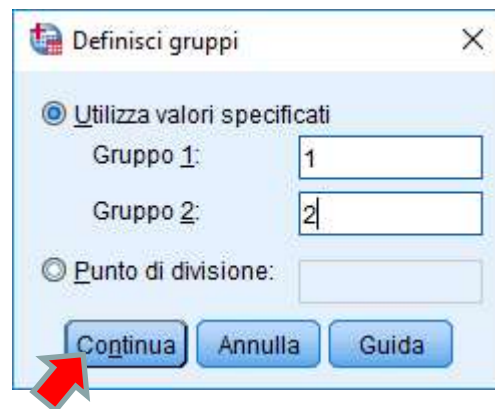 Definisci gruppi
Utilizza valori specificati
Gruppo 1: 1
Gruppo 2: 2
Punto di divisione:
Continua Annulla Guida